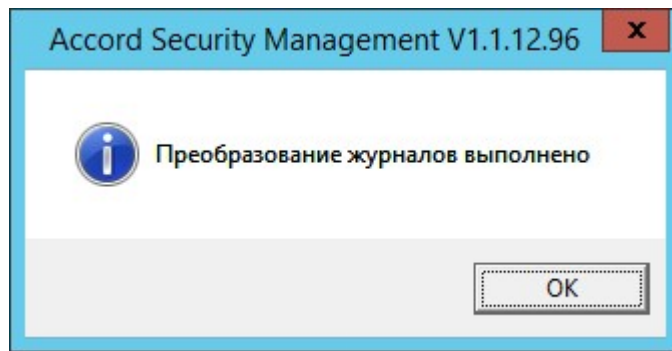 Accord Security Management V1.1.12.96
Преобразование журналов выполнено
OK